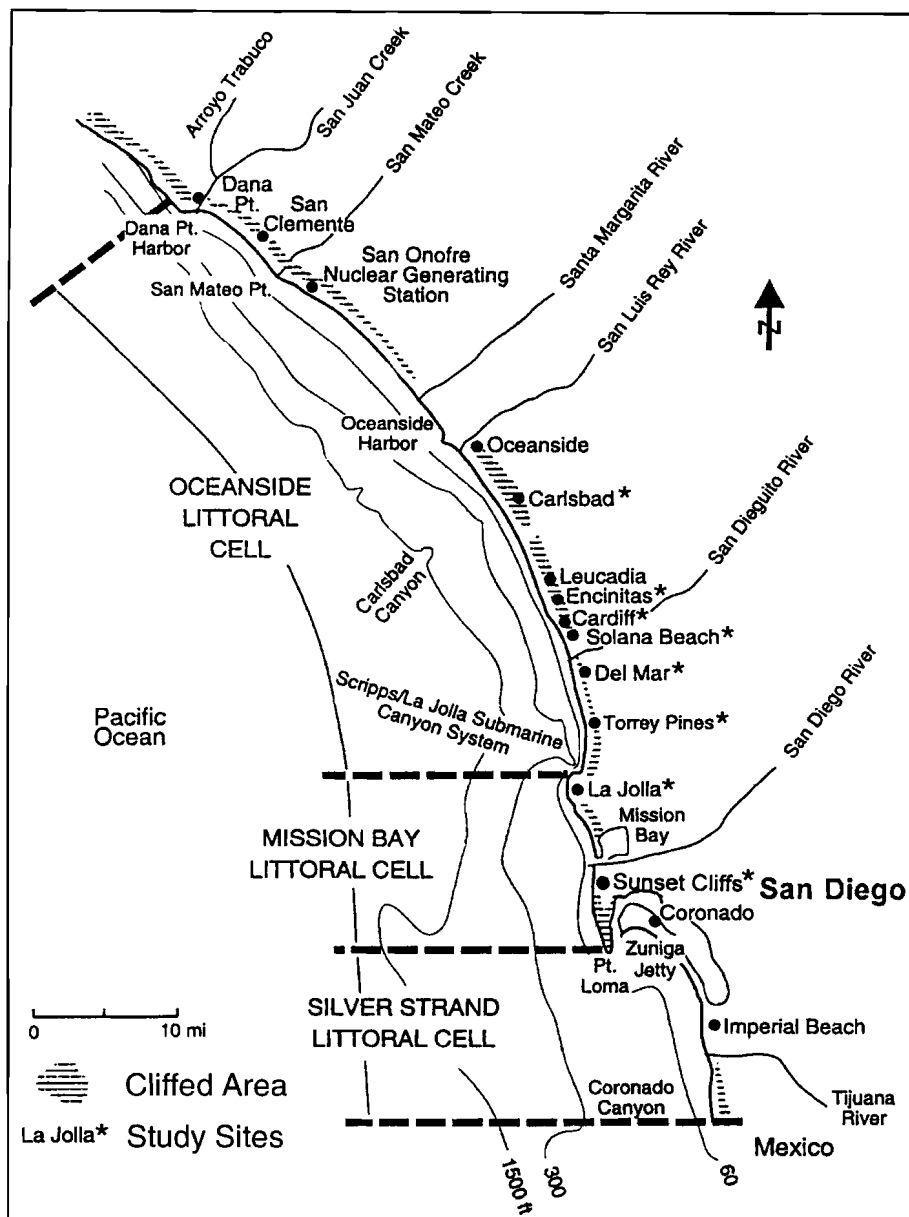 Arroyo Trabuco
San Juan Creek
San Mateo Creek
Santa Margarita River
San Luis Rey River
San Dieguito River
San Diego River
Dana
Pt.
San
Clemente
Dana Pt.
Harbor
San Onofre
Nuclear Generating
Station
San Mateo Pt.
N
Oceanside
Harbor
Oceanside
OCEANSIDE
LITTORAL
CELL
Carlsbad*
Carlsbad
Canyon
Leucadia
Encinitas*
Cardiff*
Solana Beach*
Del Mar*
Scripps/La Jolla Submarine
Canyon System
Pacific
Ocean
Torrey Pines*
La Jolla*
Mission
Bay
MISSION BAY
LITTORAL CELL
Sunset Cliffs*
San Diego
Coronado
Zuniga
Jetty
Pt.
Loma
SILVER STRAND
LITTORAL CELL
0 10 mi
Imperial Beach
Cliffed Area
Coronado
Canyon
Tijuana
River
La Jolla* Study Sites
Mexico
1500 ft
300
60